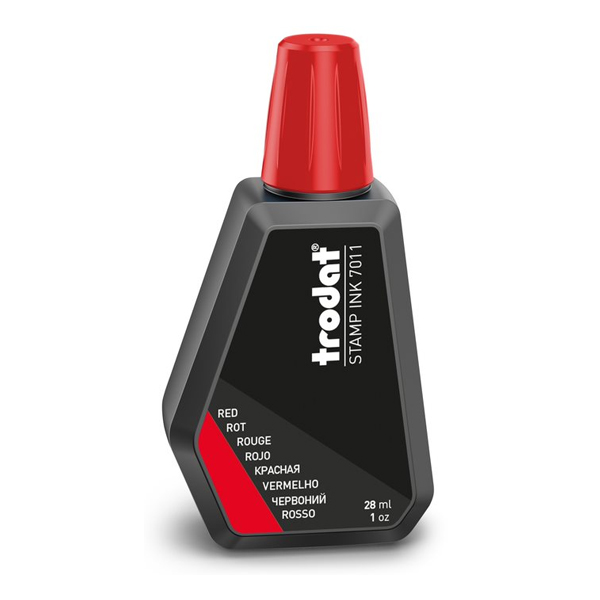 trodat®
STAMP INK 7011
RED
ROT
ROUGE
ROJO
КРАСНАЯ
VERMELHO
ЧЕРВОНИЙ
ROSSO
28 ml
1 oz